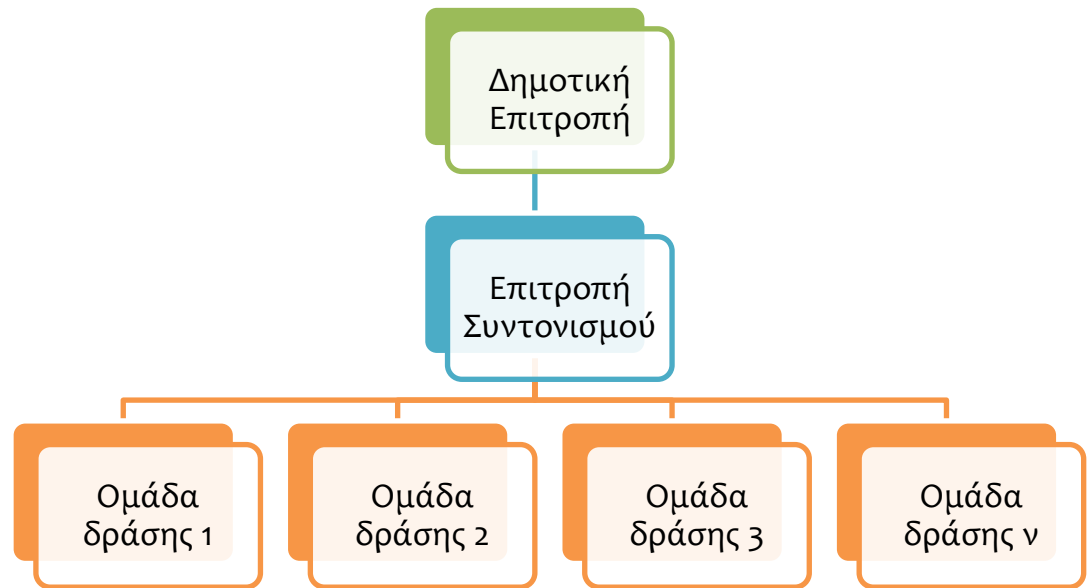 Δημοτική
Επιτροπή
Επιτροπή
Συντονισμού
Ομάδα
δράσης 1
Ομάδα
δράσης 2
Ομάδα
δράσης 3
Ομάδα
δράσης ν